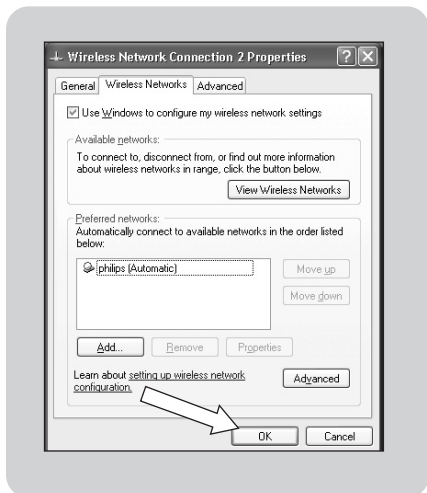 Wireless Network Connection 2 Properties
General Wireless Networks Advanced
Use Windows to configure my wireless network settings
Available networks:
To connect to, disconnect from, or find out more information
about wireless networks in range, click the button below.
View Wireless Networks
Preferred networks:
Automatically connect to available networks in the order listed
below:
philips (Automatic)
Move up
Move down
Add... Remove Properties
Learn about setting up wireless network
configuration.
Advanced
OK Cancel